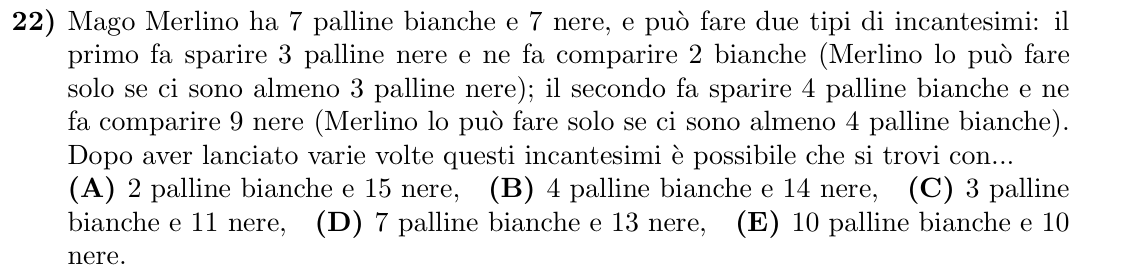 22) Mago Merlino ha 7 palline bianche e 7 nere, e può fare due tipi di incantesimi: il
primo fa sparire 3 palline nere e ne fa comparire 2 bianche (Merlino lo può fare
solo se ci sono almeno 3 palline nere); il secondo fa sparire 4 palline bianche e ne
fa comparire 9 nere (Merlino lo può fare solo se ci sono almeno 4 palline bianche).
Dopo aver lanciato varie volte questi incantesimi è possibile che si trovi con...
(A) 2 palline bianche e 15 nere, (B) 4 palline bianche e 14 nere, (C) 3 palline
bianche e 11 nere, (D) 7 palline bianche e 13 nere, (E) 10 palline bianche e 10
nere.